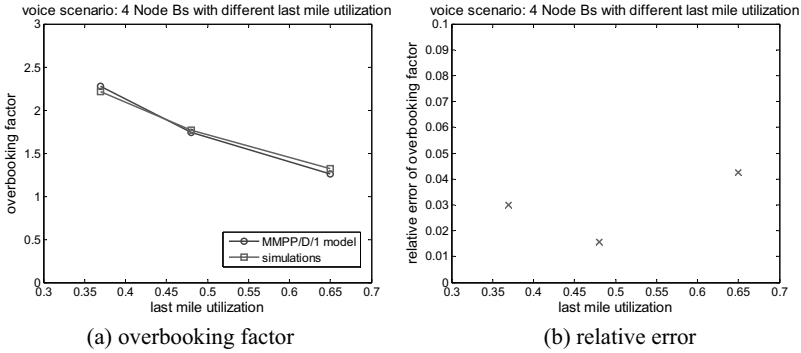 voice scenario: 4 Node Bs with different last mile utilization
3
2.5
2
1.5
1
0.5
0
overbooking factor
MMPP/D/1 model
simulations
0.3 0.35 0.4 0.45 0.5 0.55 0.6 0.65 0.7
last mile utilization
(a) overbooking factor
voice scenario: 4 Node Bs with different last mile utilization
0.1
0.09
0.08
0.07
0.06
0.05
0.04
0.03
0.02
0.01
0
relative error of overbooking factor
0.3 0.35 0.4 0.45 0.5 0.55 0.6 0.65 0.7
last mile utilization
(b) relative error